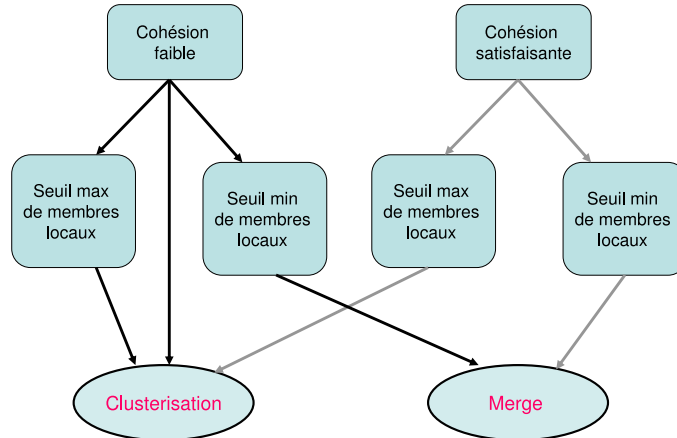 Cohésion
faible
Cohésion
satisfaisante
Seuil max
de membres
locaux
Seuil min
de membres
locaux
Seuil max
de membres
locaux
Seuil min
de membres
locaux
Clusterisation
Merge